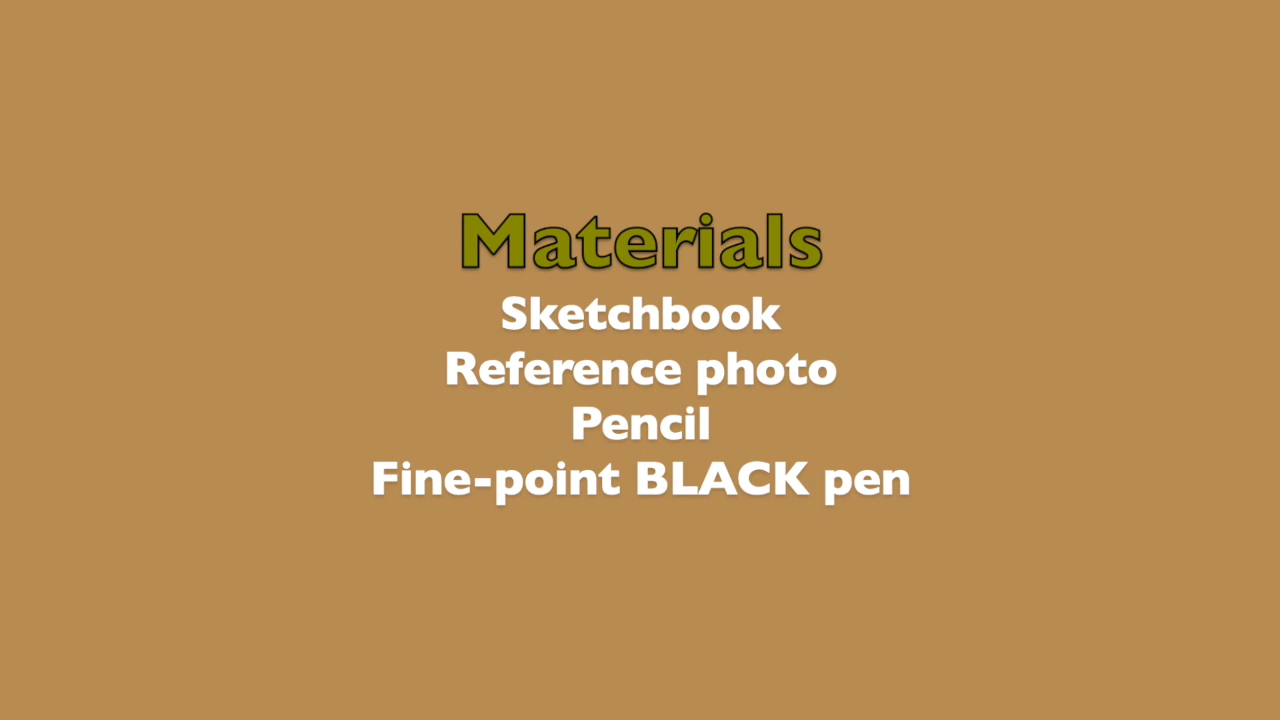 Materials
Sketchbook
Reference photo
Pencil
Fine-point BLACK pen